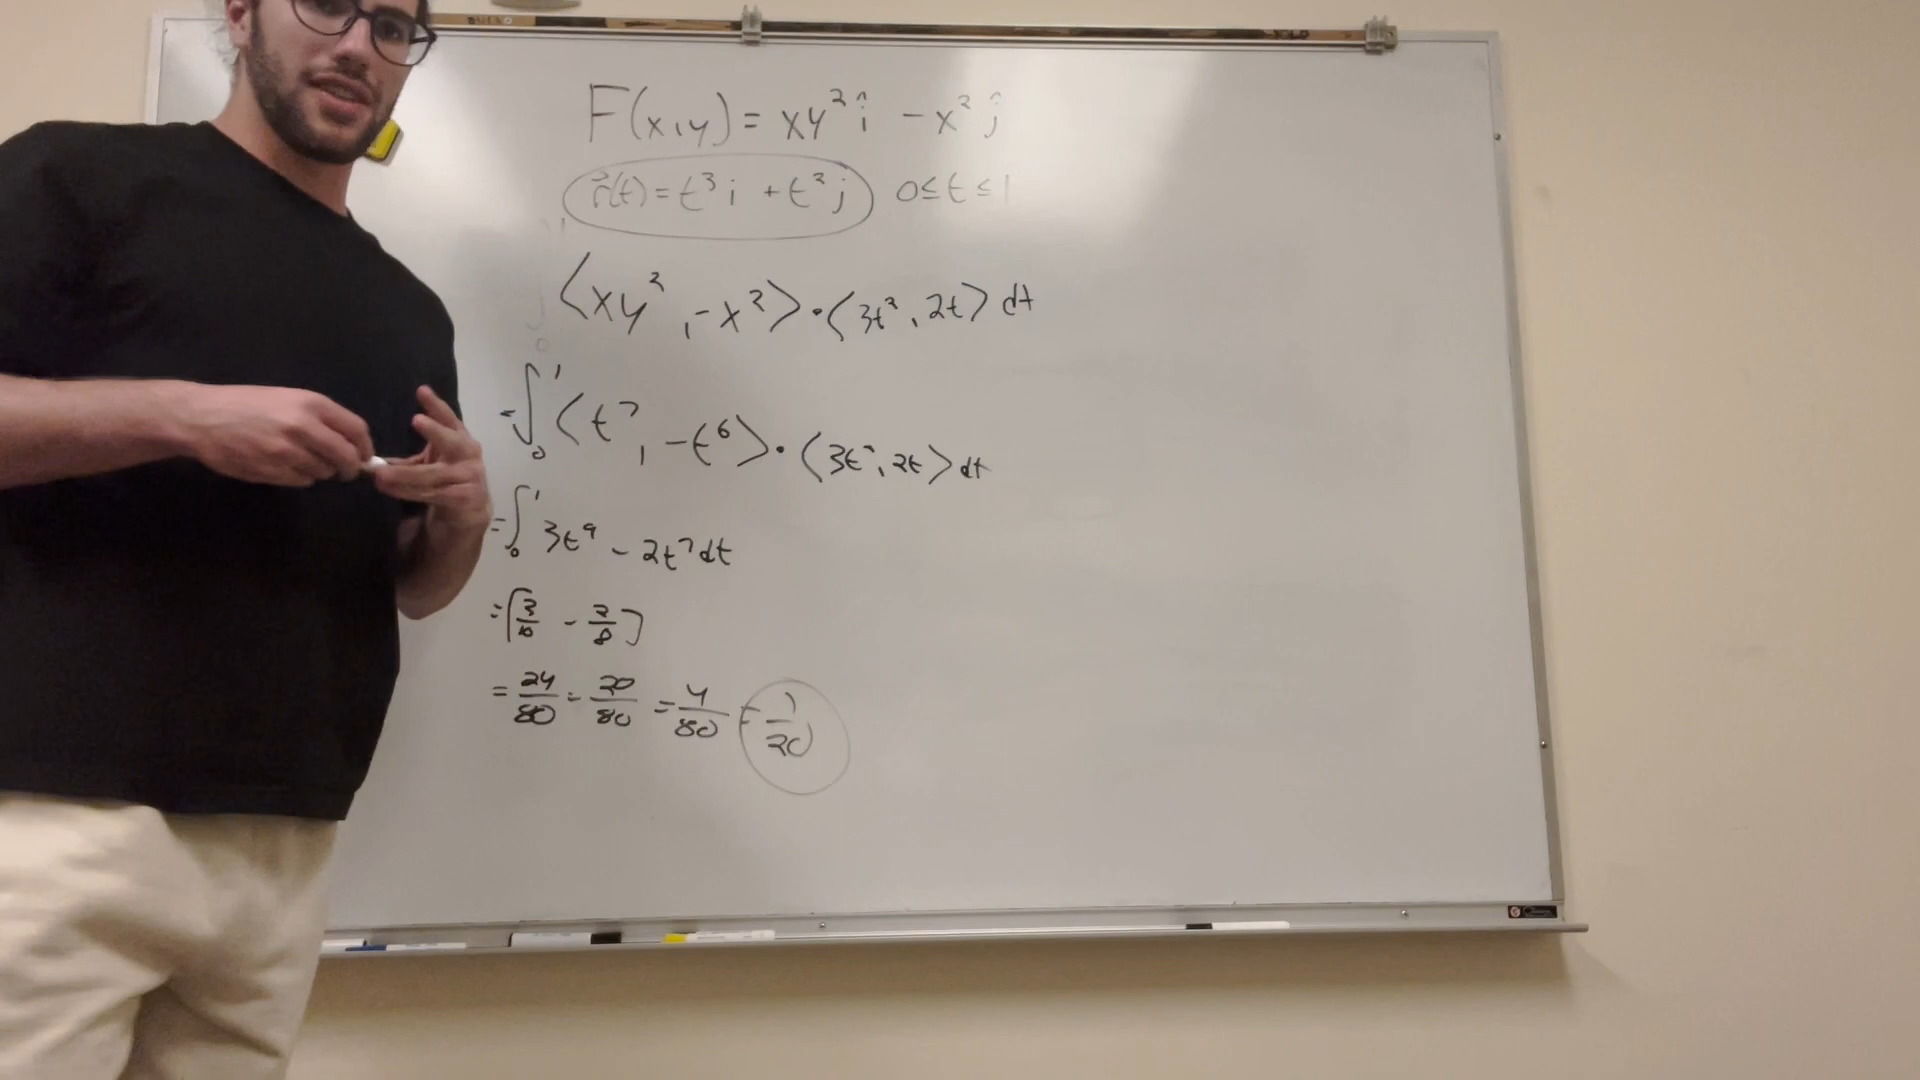 F(x,y) = xy² î - x² ĵ
r⃗(t) = t³ i + t² j 0 ≤ t ≤ 1
⟨xy², -x²⟩ · ⟨3t², 2t⟩ dt
= ∫₀¹ ⟨t⁷, -t⁶⟩ · ⟨3t², 2t⟩ dt
= ∫₀¹ 3t⁹ - 2t⁷ dt
= [3/10 - 2/8]
= 24/80 - 20/80 = 4/80 = 1/20